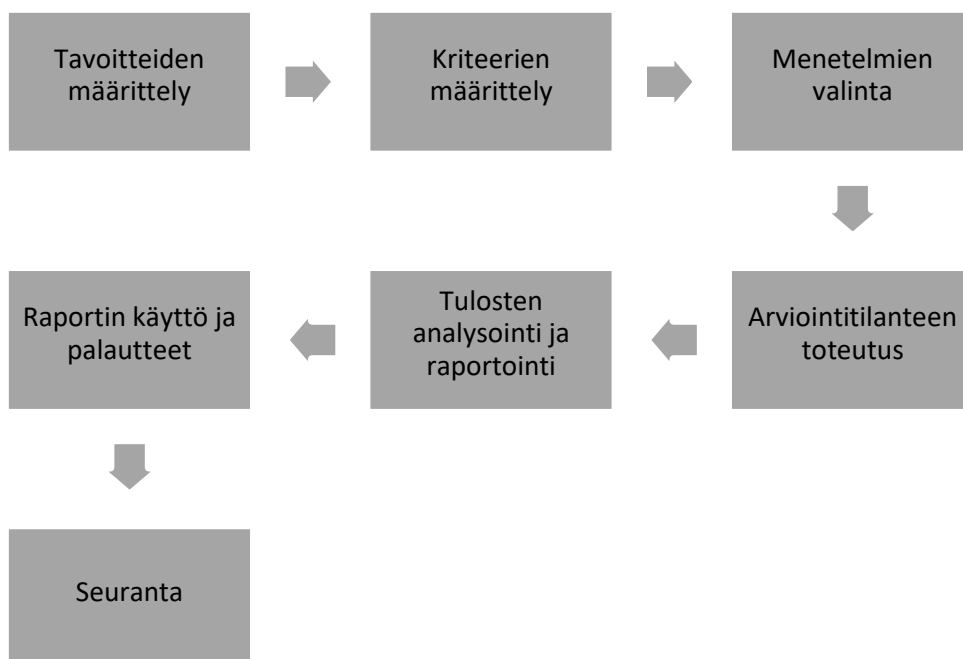 Tavoitteiden
määrittely
Kriteerien
määrittely
Menetelmien
valinta
Arviointitilanteen
toteutus
Tulosten
analysointi ja
raportointi
Raportin käyttö ja
palautteet
Seuranta